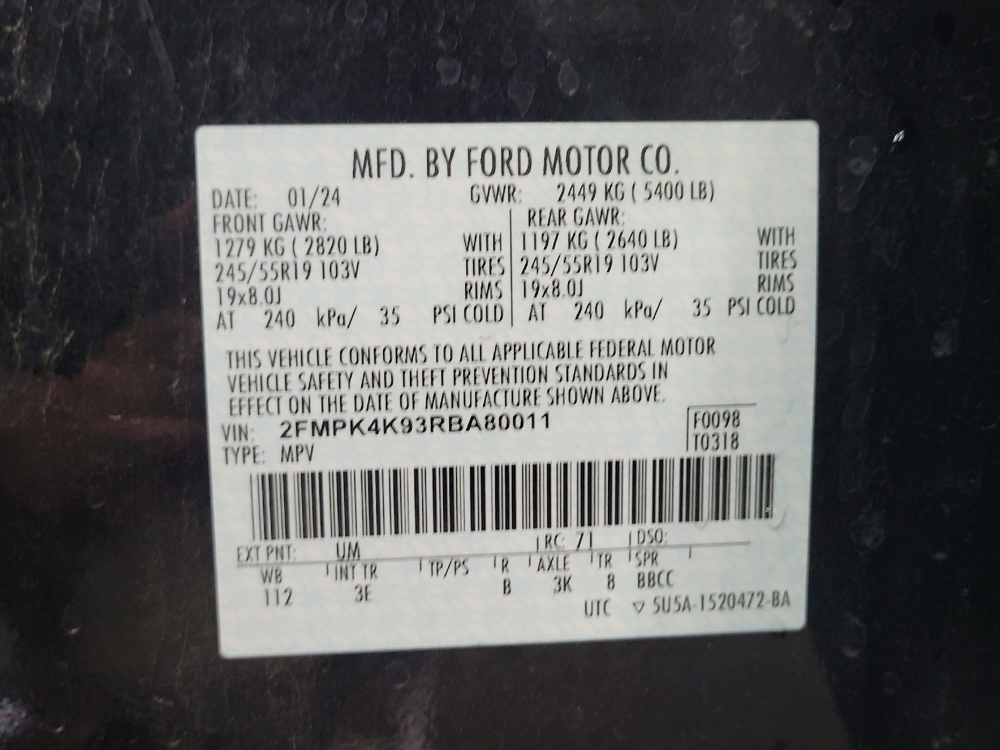 MFD. BY FORD MOTOR CO.
DATE: 01/24 GVWR: 2449 KG ( 5400 LB)
FRONT GAWR: REAR GAWR:
1279 KG ( 2820 LB) WITH 1197 KG ( 2640 LB) WITH
245/55R19 103V TIRES 245/55R19 103V TIRES
19x8.0J RIMS 19x8.0J RIMS
AT 240 kPa/ 35 PSI COLD AT 240 kPa/ 35 PSI COLD
THIS VEHICLE CONFORMS TO ALL APPLICABLE FEDERAL MOTOR
VEHICLE SAFETY AND THEFT PREVENTION STANDARDS IN
EFFECT ON THE DATE OF MANUFACTURE SHOWN ABOVE.
VIN: 2FMPK4K93RBA80011 F0098
TYPE: MPV T0318
EXT PNT: UM RC: 71 DSO:
WB INT TR TP/PS R AXLE TR SPR
112 3E B 3K 8 BBCC
UTC ▽ 5U5A-1520472-BA